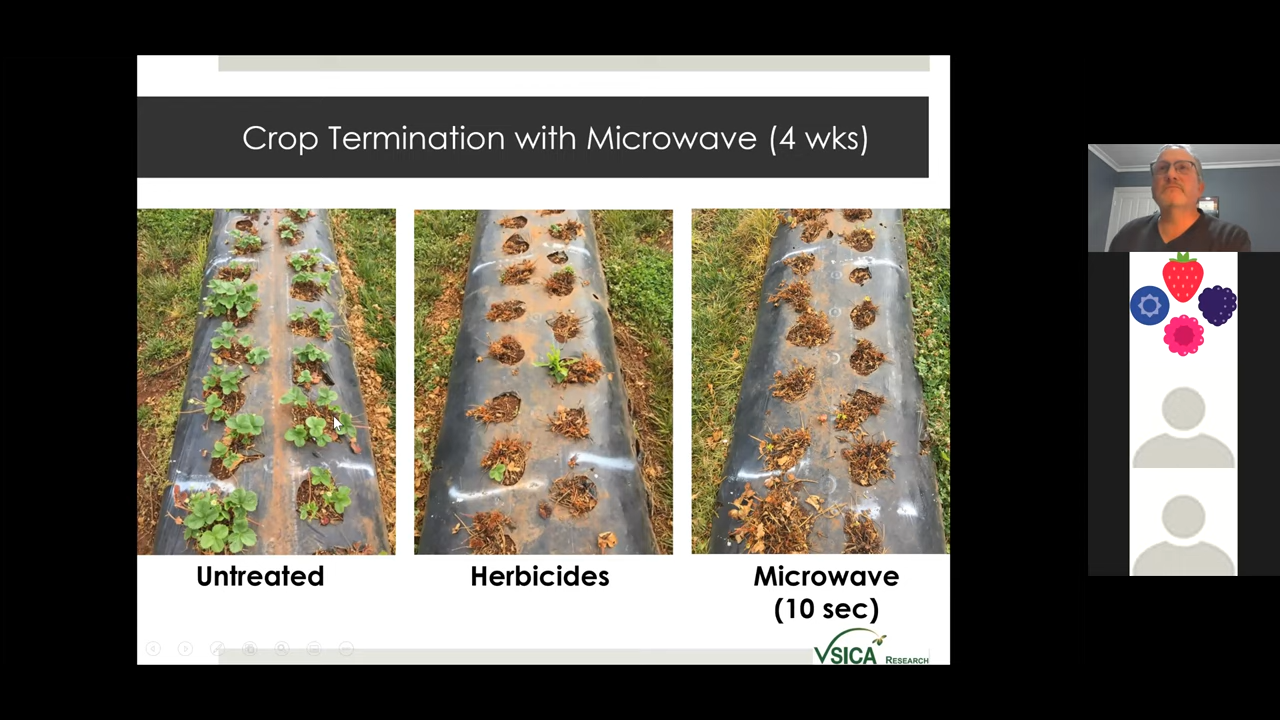 Crop Termination with Microwave (4 wks)
Untreated
Herbicides
Microwave
(10 sec)
VSICA RESEARCH